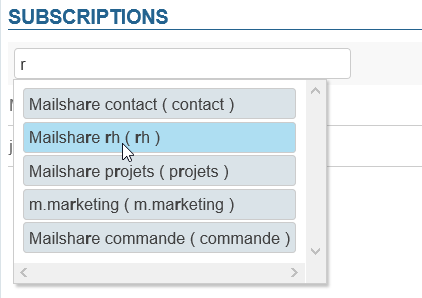 SUBSCRIPTIONS
r
Mailshare contact ( contact )
Mailshare rh ( rh )
Mailshare projets ( projets )
m.marketing ( m.marketing )
Mailshare commande ( commande )